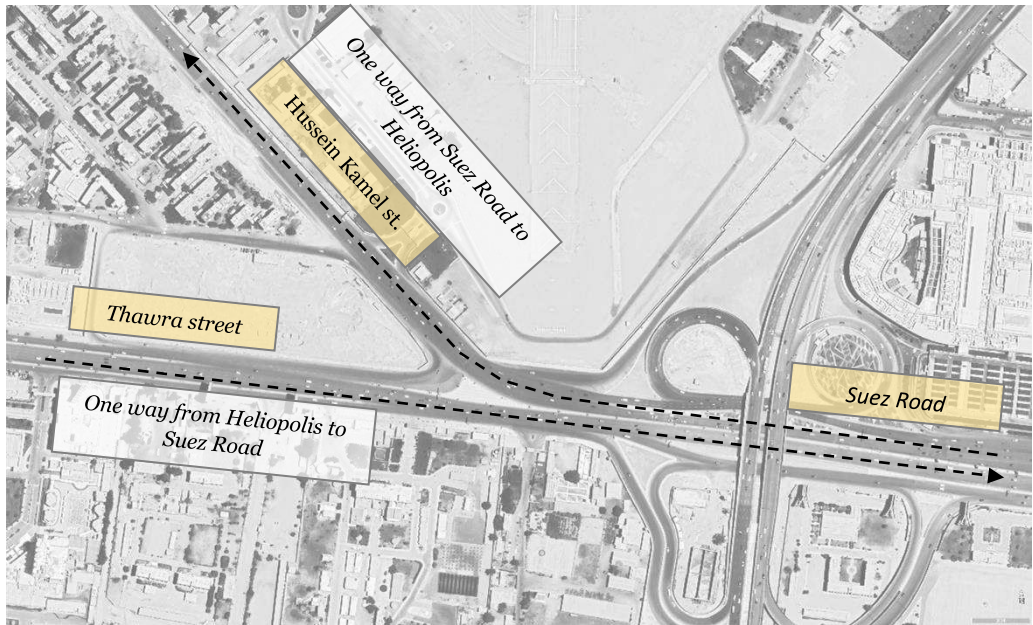 One way from Suez Road to
Heliopolis
Hussein Kamel st.
Thawra street
One way from Heliopolis to
Suez Road
Suez Road